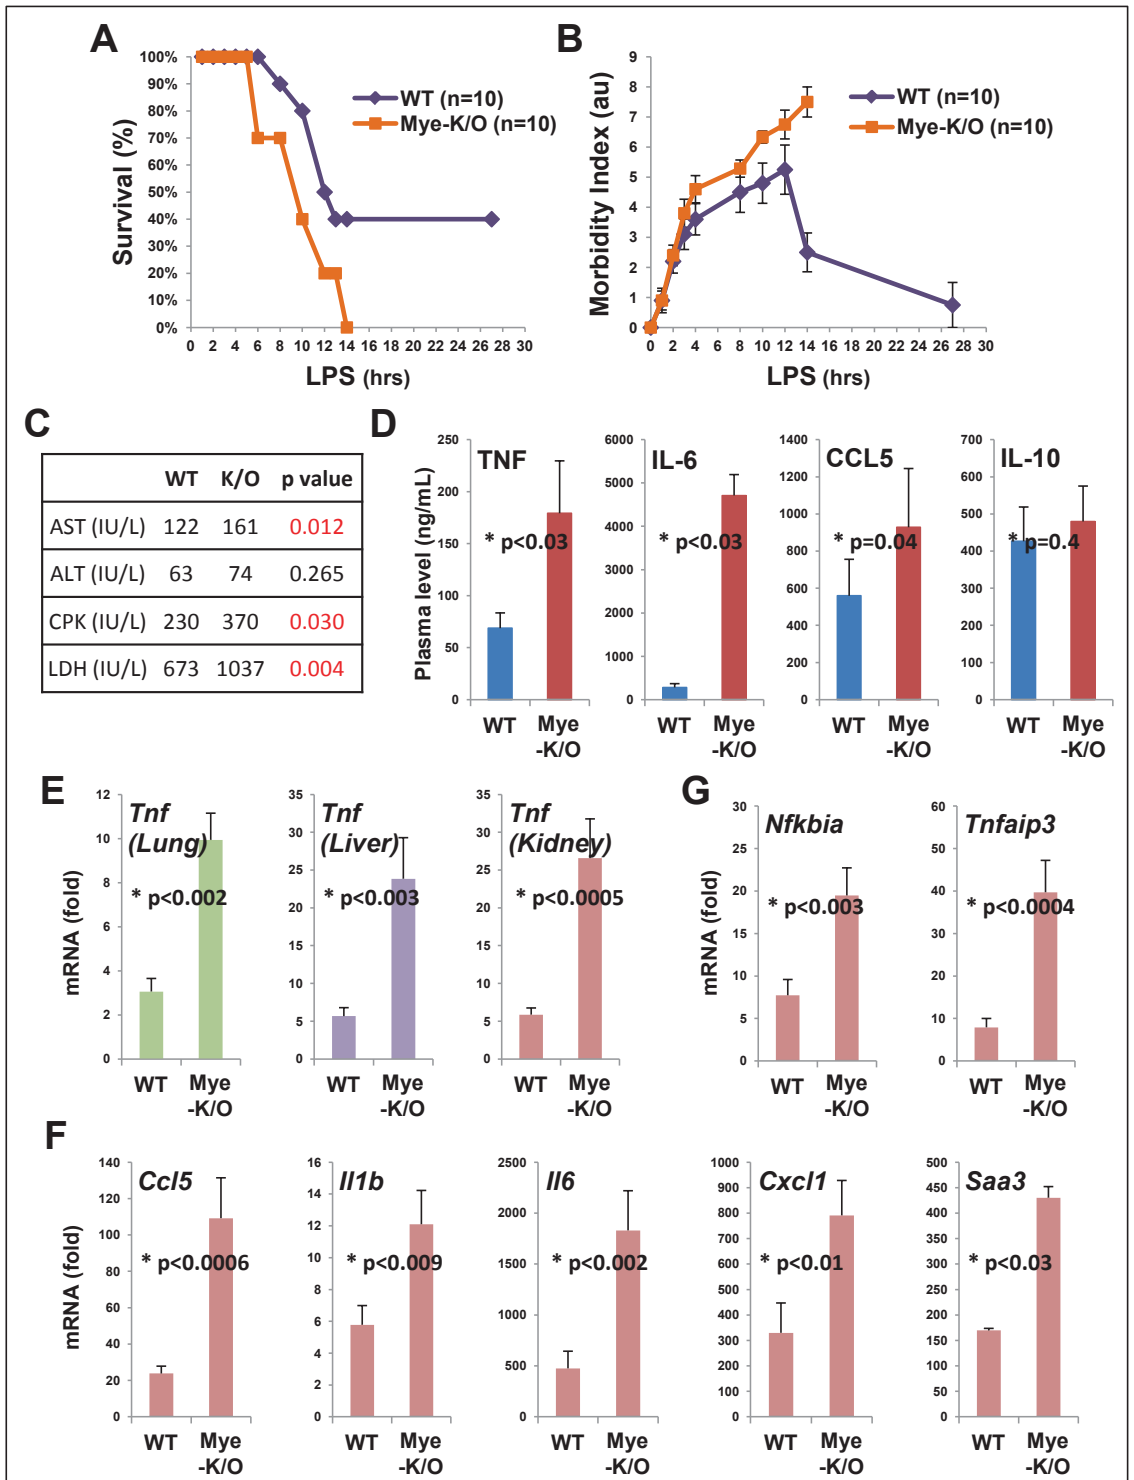 A
100%
90%
80%
70%
60%
50%
40%
30%
20%
10%
0%
Survival (%)
WT (n=10)
Mye-K/O (n=10)
0 2 4 6 8 10 12 14 16 18 20 22 24 26 28 30
LPS (hrs)
B
9
8
7
6
5
4
3
2
1
0
Morbidity Index (au)
WT (n=10)
Mye-K/O (n=10)
0 2 4 6 8 10 12 14 16 18 20 22 24 26 28 30
LPS (hrs)
C
WT K/O p value
AST (IU/L) 122 161 0.012
ALT (IU/L) 63 74 0.265
CPK (IU/L) 230 370 0.030
LDH (IU/L) 673 1037 0.004
D
Plasma level (ng/mL)
250
200
150
100
50
0
TNF
* p<0.03
WT Mye
-K/O
6000
5000
4000
3000
2000
1000
0
IL-6
* p<0.03
WT Mye
-K/O
1400
1200
1000
800
600
400
200
0
CCL5
* p=0.04
WT Mye
-K/O
700
600
500
400
300
200
100
0
IL-10
* p=0.4
WT Mye
-K/O
E
mRNA (fold)
12
10
8
6
4
2
0
Tnf
(Lung)
* p<0.002
WT Mye
-K/O
35
30
25
20
15
10
5
0
Tnf
(Liver)
* p<0.003
WT Mye
-K/O
35
30
25
20
15
10
5
0
Tnf
(Kidney)
* p<0.0005
WT Mye
-K/O
G
mRNA (fold)
30
25
20
15
10
5
0
Nfkbia
* p<0.003
WT Mye
-K/O
60
50
40
30
20
10
0
Tnfaip3
* p<0.0004
WT Mye
-K/O
F
mRNA (fold)
140
120
100
80
60
40
20
0
Ccl5
* p<0.0006
WT Mye
-K/O
16
14
12
10
8
6
4
2
0
Il1b
* p<0.009
WT Mye
-K/O
2500
2000
1500
1000
500
0
Il6
* p<0.002
WT Mye
-K/O
1000
900
800
700
600
500
400
300
200
100
0
Cxcl1
* p<0.01
WT Mye
-K/O
500
450
400
350
300
250
200
150
100
50
0
Saa3
* p<0.03
WT Mye
-K/O